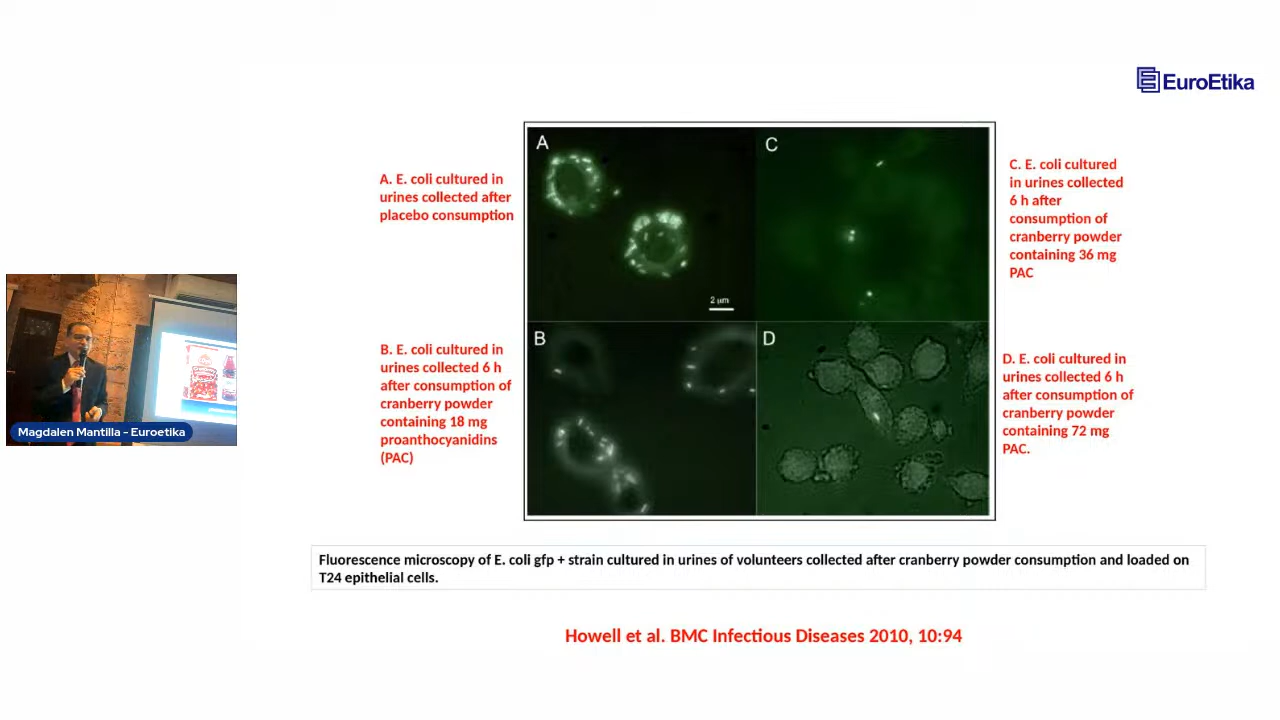 EuroEtika
A
C
A. E. coli cultured in
urines collected after
placebo consumption
C. E. coli cultured
in urines collected
6 h after
consumption of
cranberry powder
containing 36 mg
PAC
2 µm
B
D
B. E. coli cultured in
urines collected 6 h
after consumption of
cranberry powder
containing 18 mg
proanthocyanidins
(PAC)
D. E. coli cultured in
urines collected 6 h
after consumption of
cranberry powder
containing 72 mg
PAC.
Magdalen Mantilla - Euroetika
Fluorescence microscopy of E. coli gfp + strain cultured in urines of volunteers collected after cranberry powder consumption and loaded on
T24 epithelial cells.
Howell et al. BMC Infectious Diseases 2010, 10:94